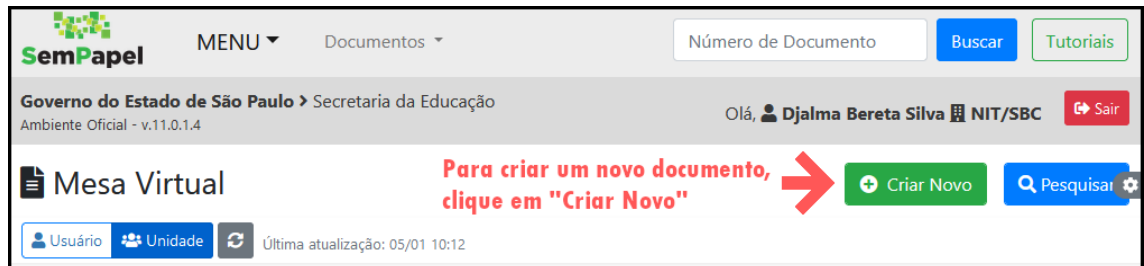 SemPapel MENU Documentos Número de Documento Buscar Tutoriais
Governo do Estado de São Paulo > Secretaria da Educação
Ambiente Oficial - v.11.0.1.4
Olá, Djalma Bereta Silva NIT/SBC Sair
Mesa Virtual
Para criar um novo documento,
clique em "Criar Novo"
Criar Novo Pesquisar
Usuário Unidade Última atualização: 05/01 10:12